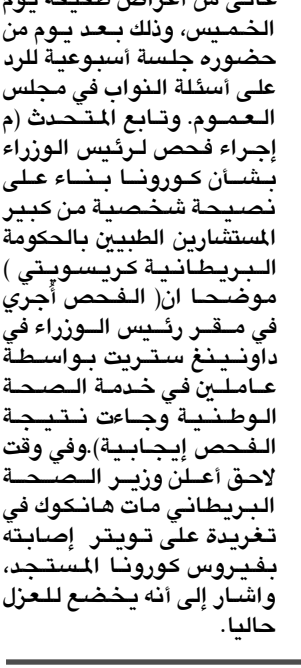 عانى من أعراض طفيفة يوم
الخميس، وذلك بعد يوم من
حضوره جلسة أسبوعية للرد
على أسئلة النواب في مجلس
العموم. وتابع المتحدث (م
إجراء فحص لرئيس الوزراء
بشأن كورونا بناء على
نصيحة شخصية من كبير
المستشارين الطبيين بالحكومة
البريطانية كريسويتي )
موضحا ان( الفحص أُجري
في مقر رئيس الوزراء في
داونينغ ستريت بواسطة
عاملين في خدمة الصحة
الوطنية وجاءت نتيجة
الفحص إيجابية).وفي وقت
لاحق أعلن وزير الصحة
البريطاني مات هانكوك في
تغريدة على تويتر إصابته
بفيروس كورونا المستجد،
واشار إلى أنه يخضع للعزل
حاليا.